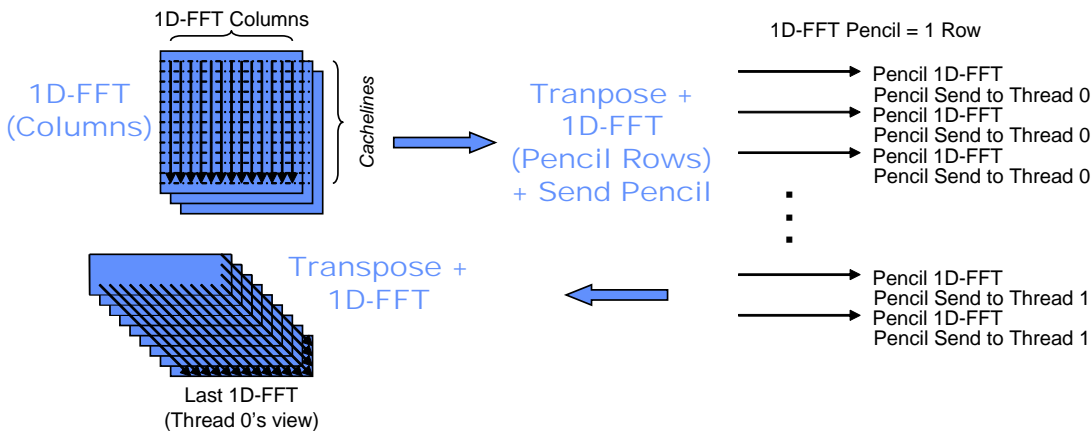 1D-FFT Columns
1D-FFT
(Columns)
Cachelines
Tranpose +
1D-FFT
(Pencil Rows)
+ Send Pencil
1D-FFT Pencil = 1 Row
Pencil 1D-FFT
Pencil Send to Thread 0
Pencil 1D-FFT
Pencil Send to Thread 0
Pencil 1D-FFT
Pencil Send to Thread 0
Pencil 1D-FFT
Pencil Send to Thread 1
Pencil 1D-FFT
Pencil Send to Thread 1
Transpose +
1D-FFT
Last 1D-FFT
(Thread 0's view)